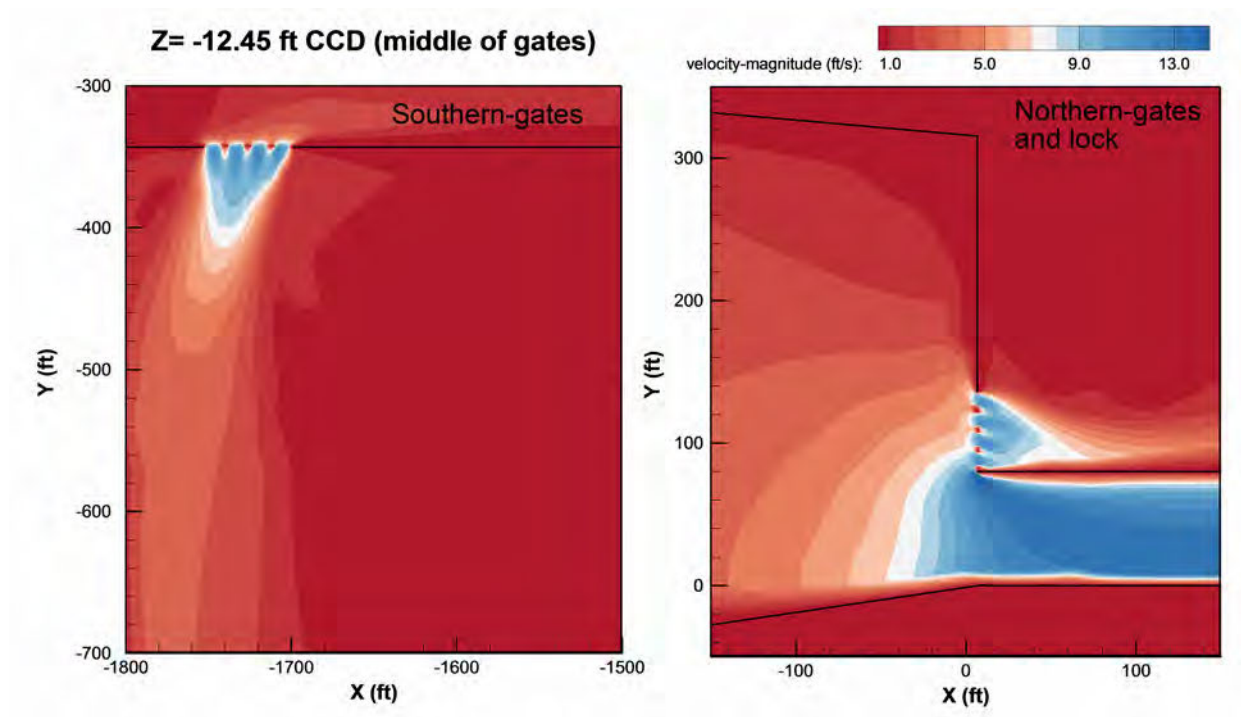 Z= -12.45 ft CCD (middle of gates)
velocity-magnitude (ft/s):
1.0 5.0 9.0 13.0
Southern-gates
-300
-400
-500
-600
-700
Y (ft)
-1800 -1700 -1600 -1500
X (ft)
Northern-gates
and lock
300
200
100
0
Y (ft)
-100 0 100
X (ft)